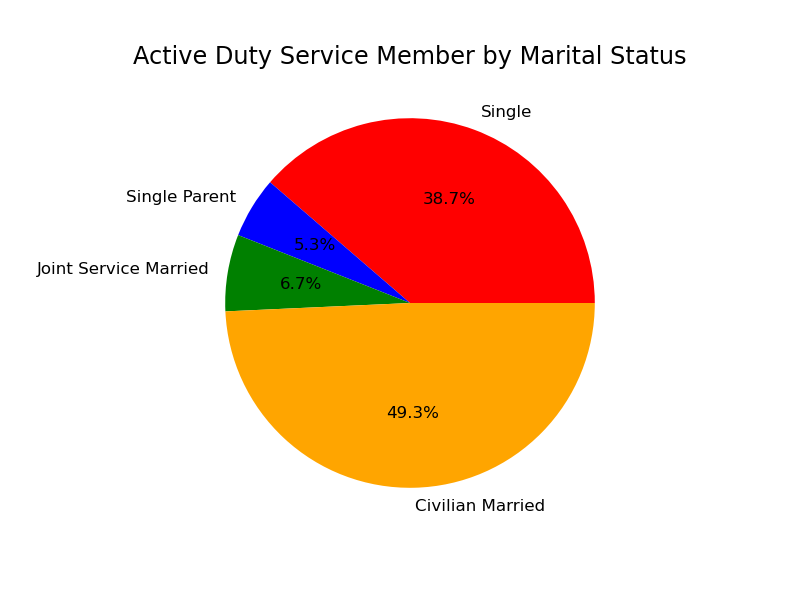 Active Duty Service Member by Marital Status
Single
38.7%
Single Parent
5.3%
Joint Service Married
6.7%
49.3%
Civilian Married